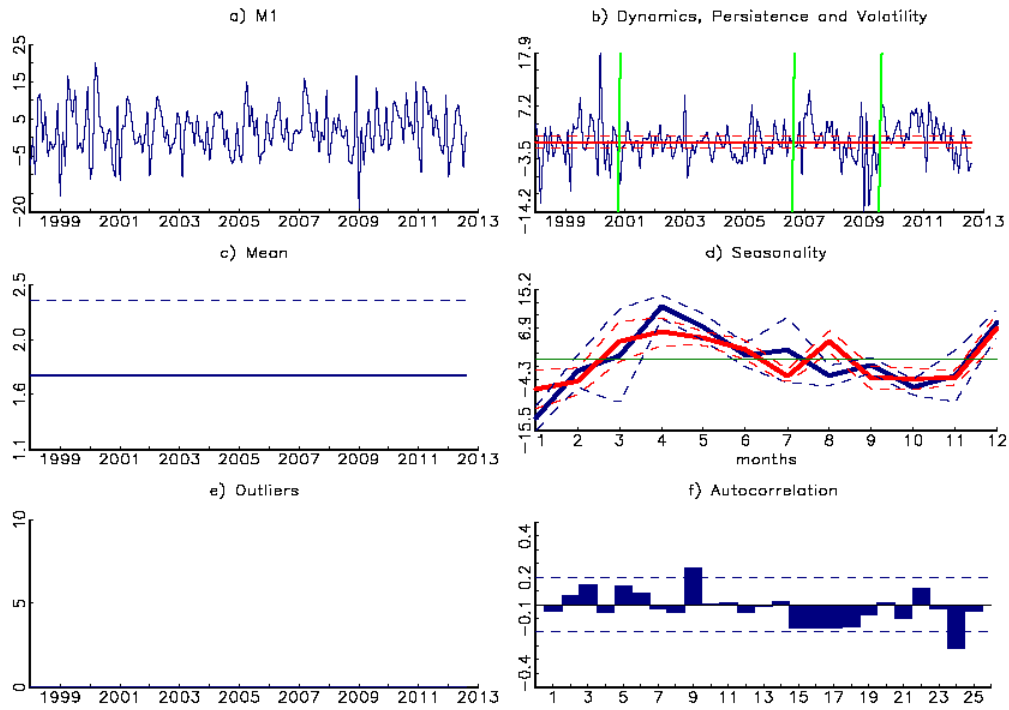 a) M1
25
15
5
-5
-20
1999 2001 2003 2005 2007 2009 2011 2013
b) Dynamics, Persistence and Volatility
17.9
7.2
-3.5
-14.2
1999 2001 2003 2005 2007 2009 2011 2013
c) Mean
2.5
2.0
1.6
1.1
1999 2001 2003 2005 2007 2009 2011 2013
d) Seasonality
15.2
6.9
-4.3
-15.5
1 2 3 4 5 6 7 8 9 10 11 12
months
e) Outliers
10
5
0
1999 2001 2003 2005 2007 2009 2011 2013
f) Autocorrelation
0.4
0.2
-0.1
-0.4
1 3 5 7 9 11 13 15 17 19 21 23 25